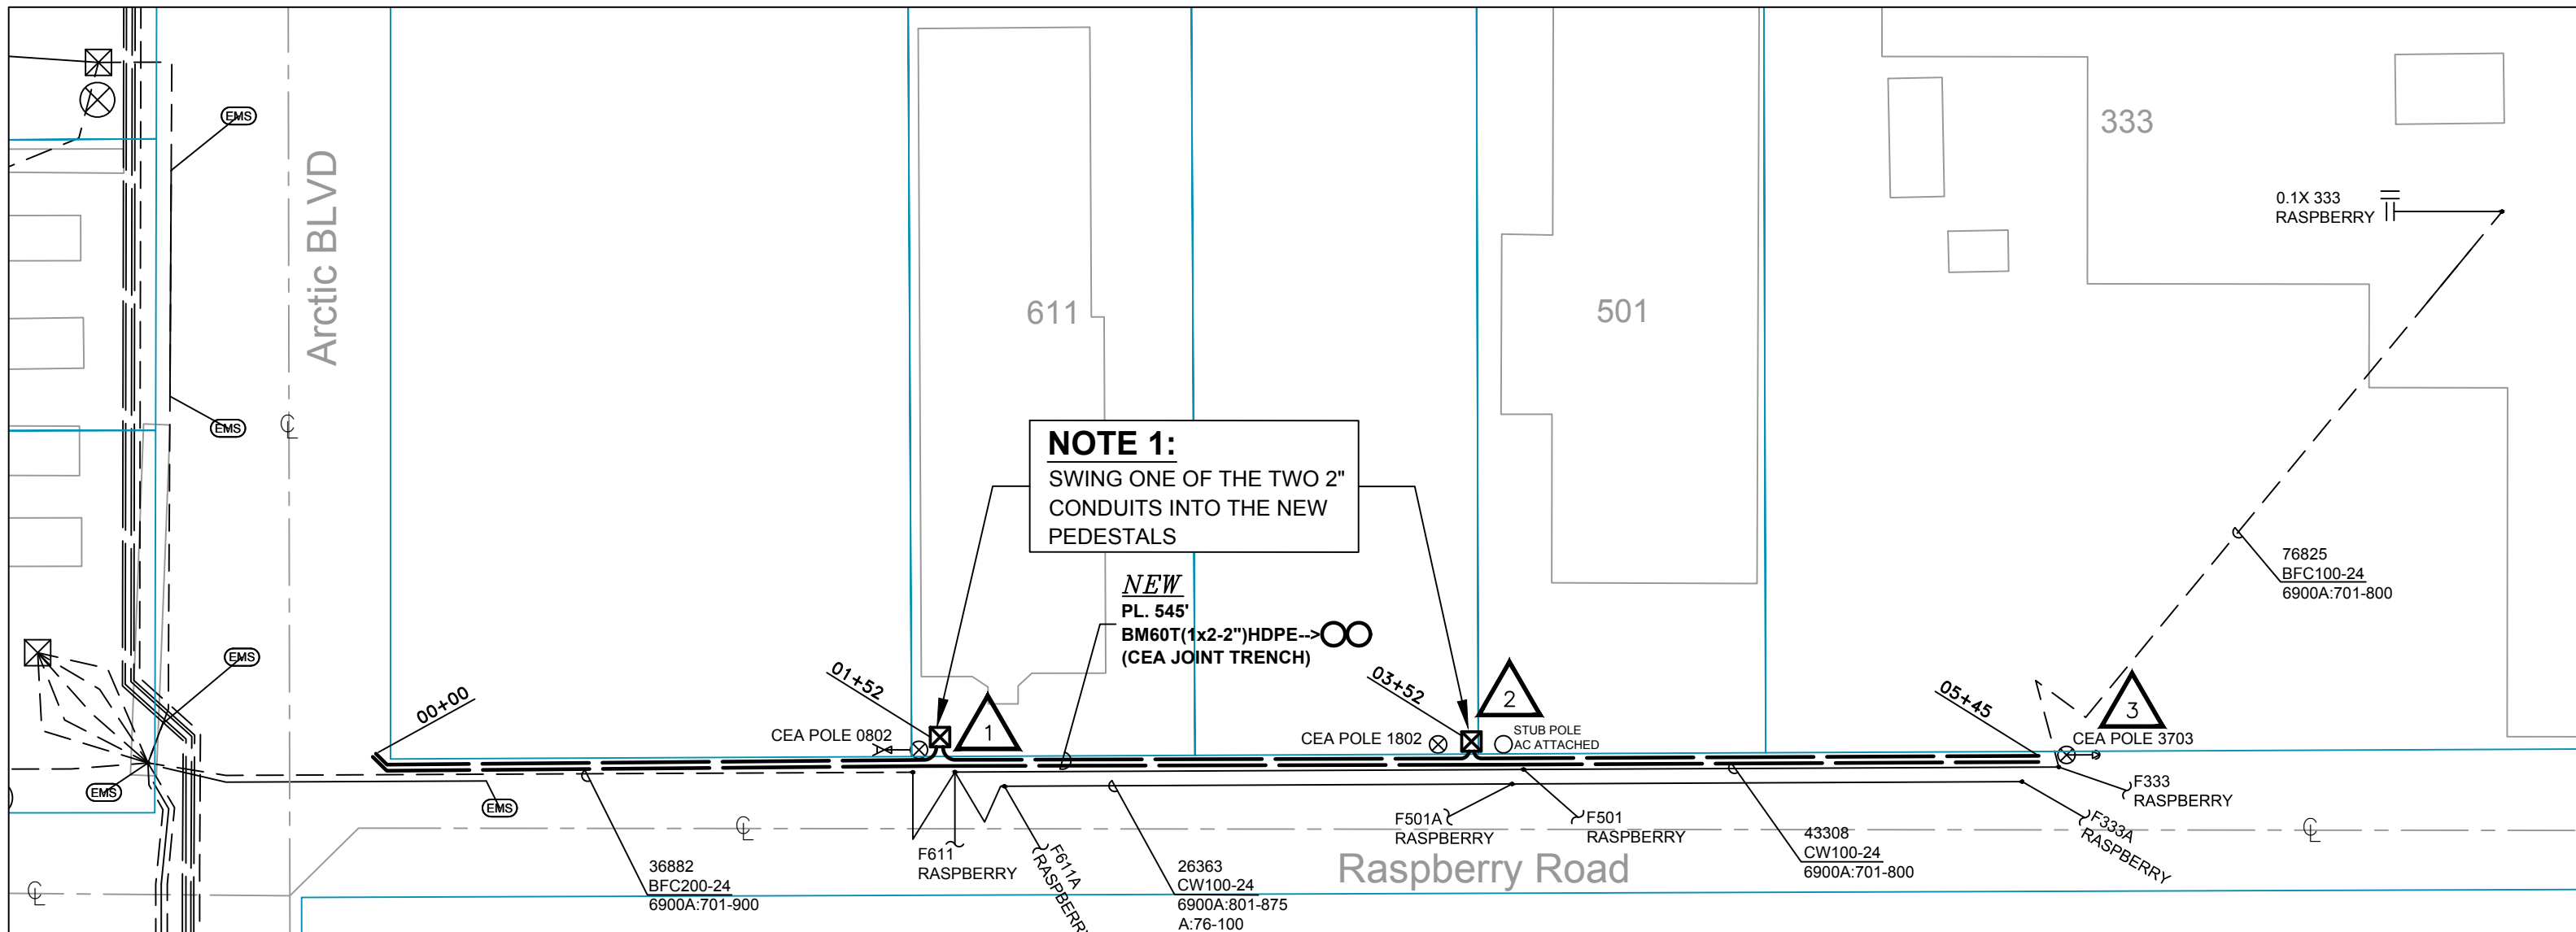 EMS
Arctic BLVD
EMS
EMS
EMS
EMS
611
501
333
0.1X 333
RASPBERRY
NOTE 1:
SWING ONE OF THE TWO 2"
CONDUITS INTO THE NEW
PEDESTALS
NEW
PL. 545'
BM60T(1x2-2")HDPE-->
(CEA JOINT TRENCH)
76825
BFC100-24
6900A:701-800
00+00
01+52
03+52
05+45
CEA POLE 0802
1
CEA POLE 1802
2
STUB POLE
AC ATTACHED
3
CEA POLE 3703
F333
RASPBERRY
F333A
RASPBERRY
F501A
RASPBERRY
F501
RASPBERRY
43308
CW100-24
6900A:701-800
36882
BFC200-24
6900A:701-900
F611
RASPBERRY
F611A
RASPBERRY
26363
CW100-24
6900A:801-875
A:76-100
Raspberry Road
CL
CL
CL
CL